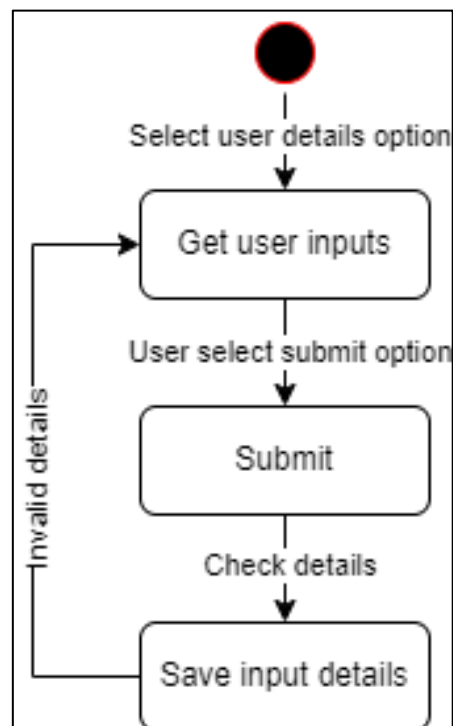 Select user details option
Get user inputs
User select submit option
Submit
Invalid details
Check details
Save input details